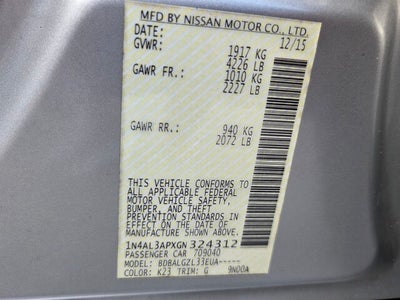 MFD BY NISSAN MOTOR CO., LTD.
DATE: 12/15
GVWR: 1917 KG
4226 LB
GAWR FR.: 1010 KG
2227 LB
GAWR RR.: 940 KG
2072 LB
THIS VEHICLE CONFORMS TO
ALL APPLICABLE FEDERAL
MOTOR VEHICLE SAFETY,
BUMPER, AND THEFT
PREVENTION STANDARDS IN
EFFECT ON THE DATE OF
MANUFACTURE SHOWN ABOVE.
1N4AL3APXGN324312
PASSENGER CAR 709040
MODEL: BDBALGZL33EUA-----
COLOR: K23 TRIM: G 9N00A